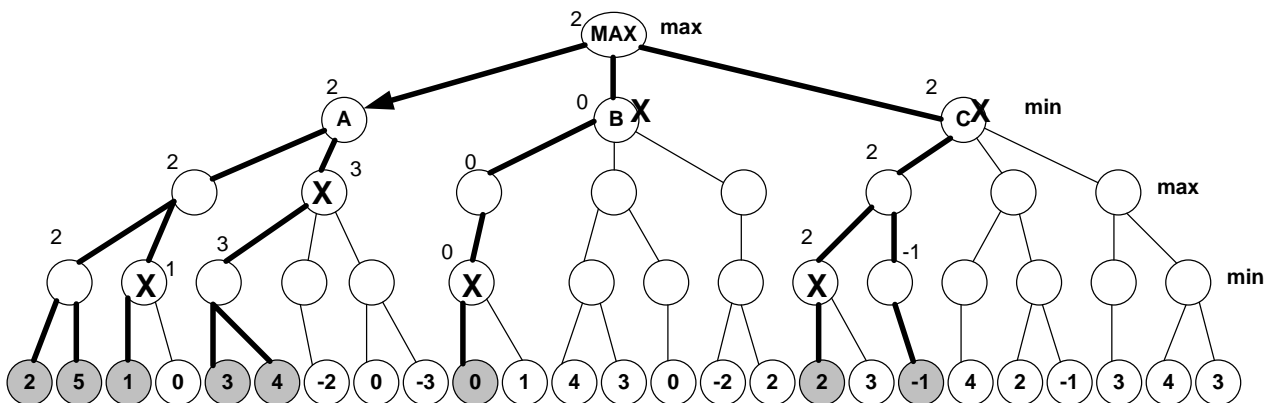 2 MAX max
2 A 0 B X 2 C X min
2 X 3 0 2 max
2 X 1 3 0 X 2 X -1 min
2 5 1 0 3 4 -2 0 -3 0 1 4 3 0 -2 2 2 3 -1 4 2 -1 3 4 3